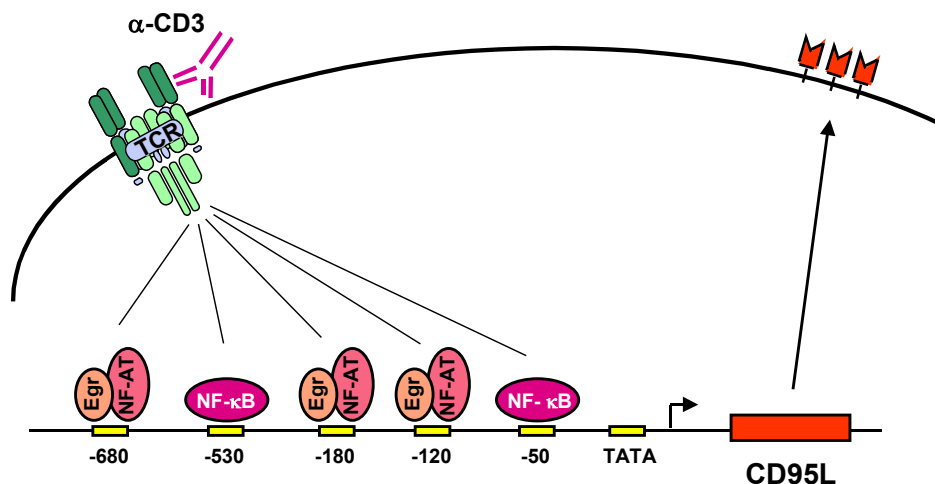 α-CD3
TCR
Egr
NF-AT
NF-κB
Egr
NF-AT
Egr
NF-AT
NF- κB
-680
-530
-180
-120
-50
TATA
CD95L